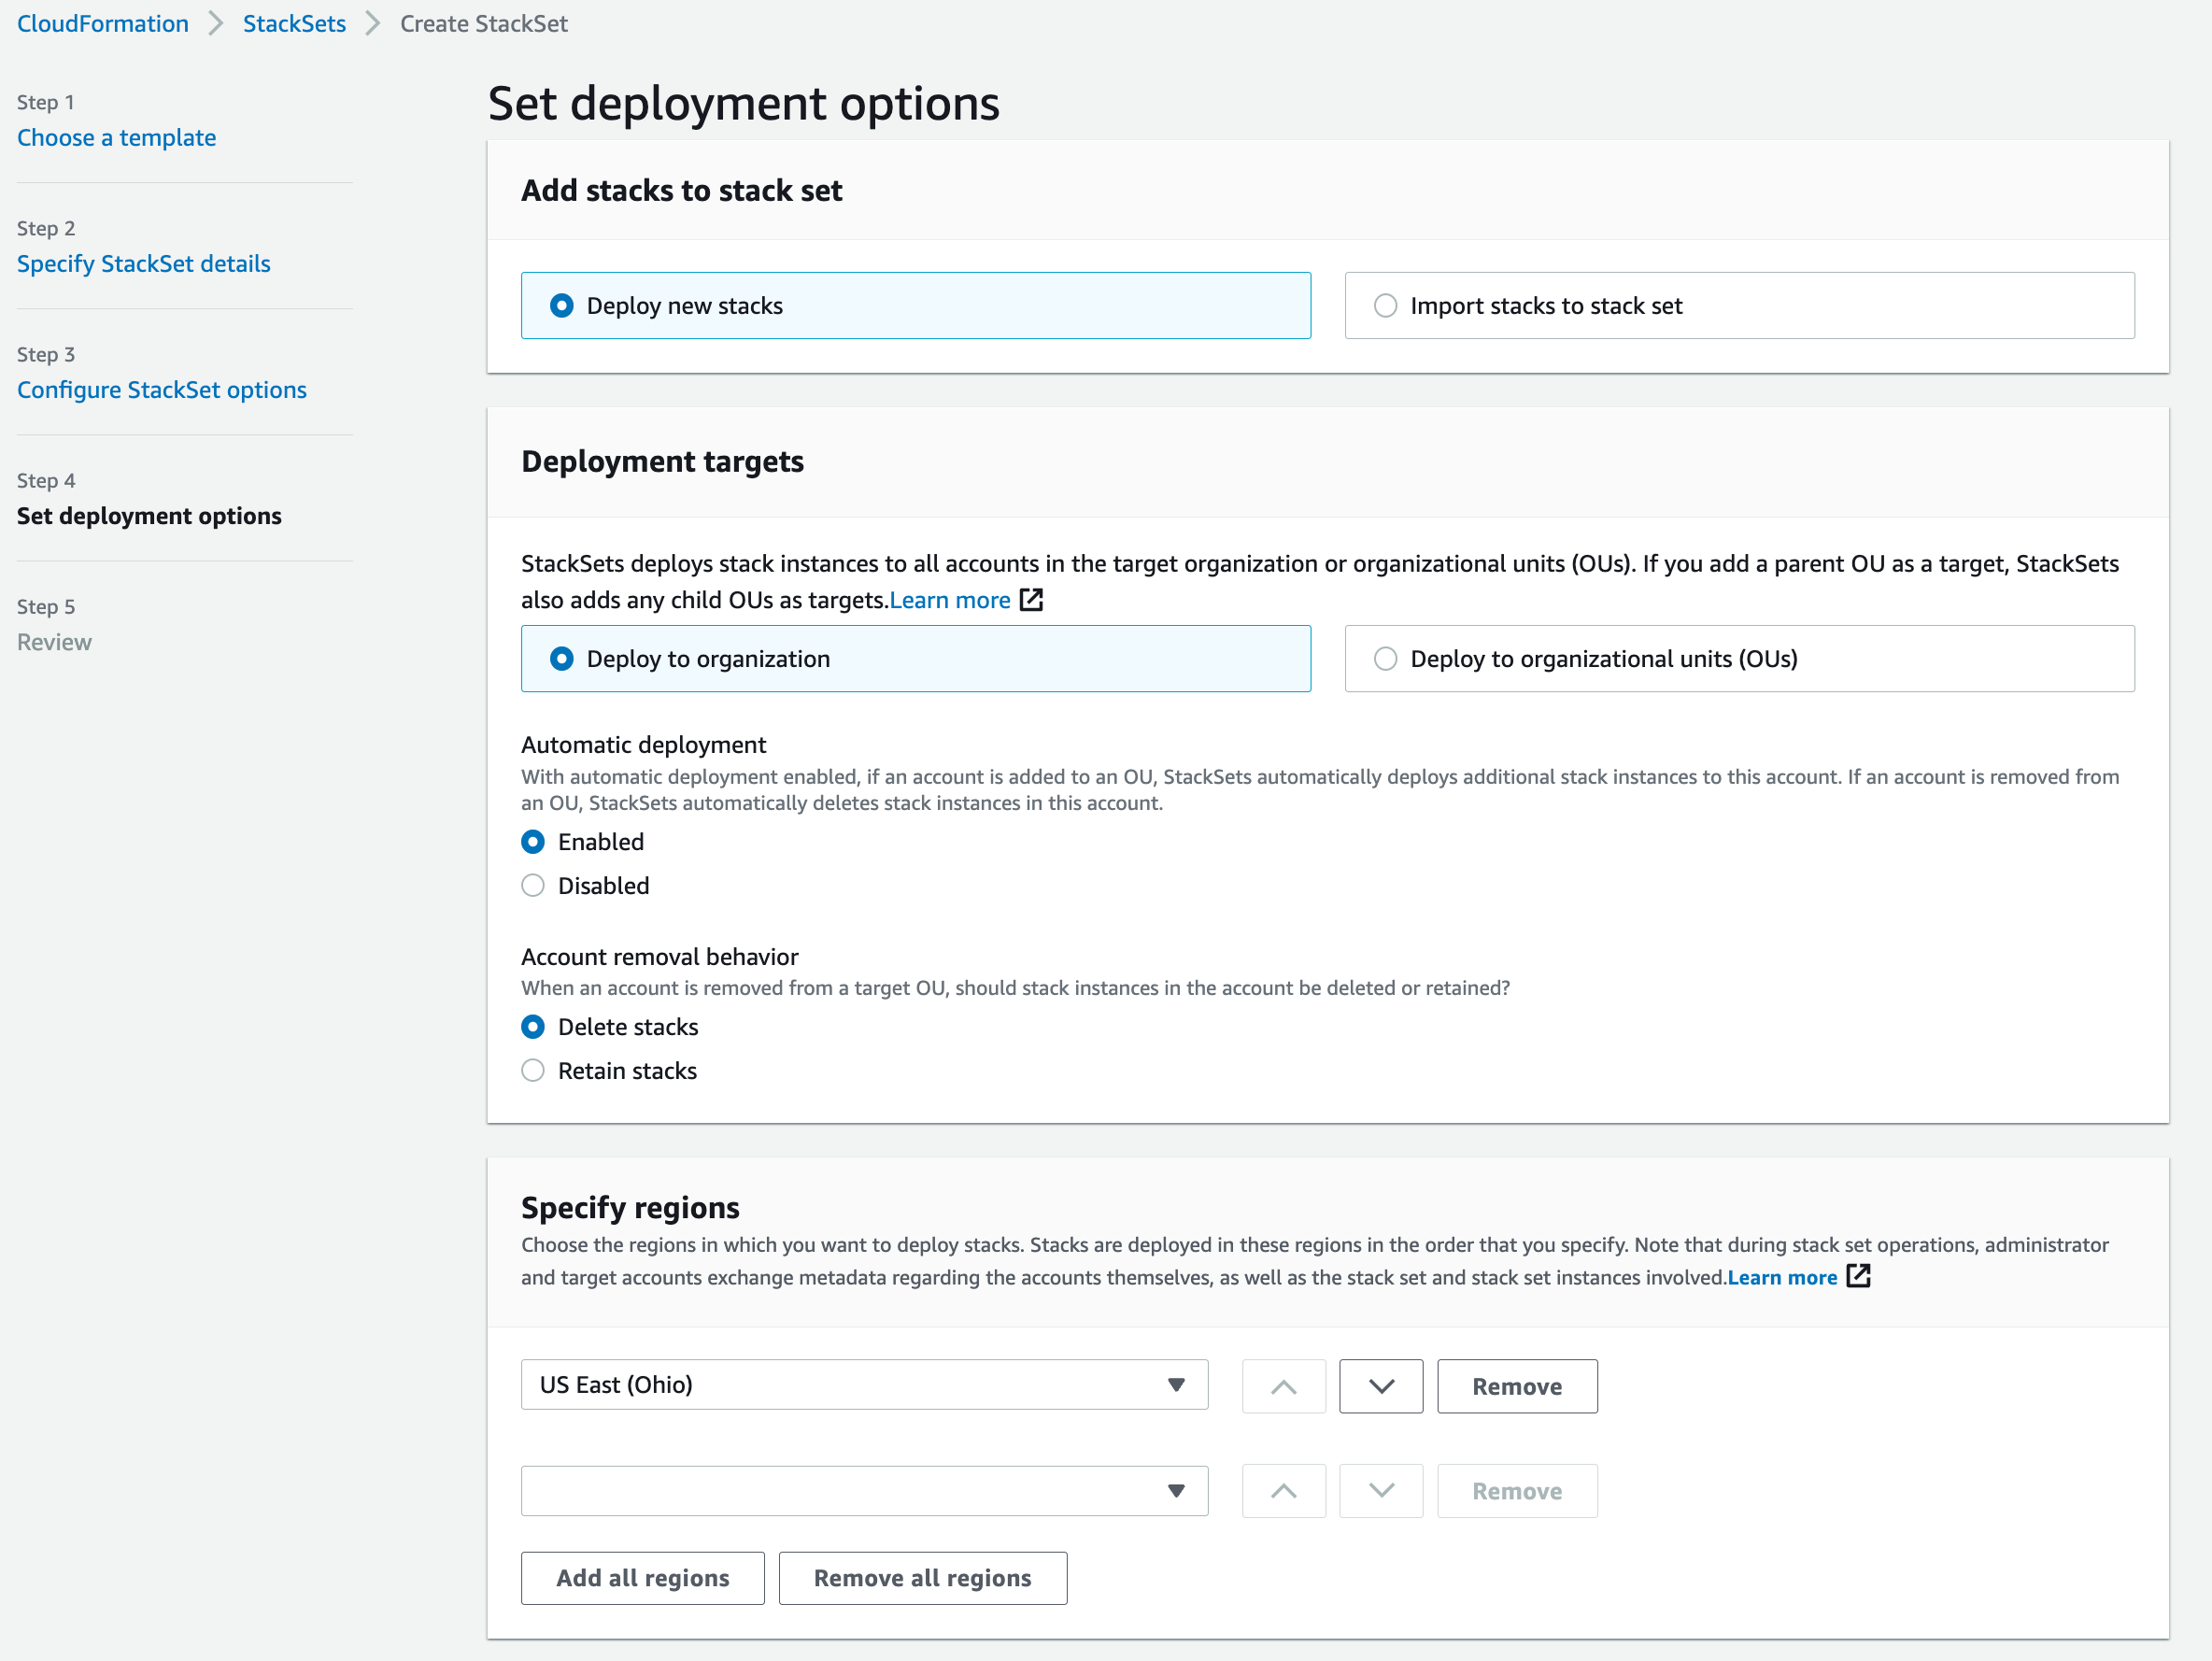 CloudFormation StackSets Create StackSet
Step 1
Choose a template
Step 2
Specify StackSet details
Step 3
Configure StackSet options
Step 4
Set deployment options
Step 5
Review
Set deployment options
Add stacks to stack set
Deploy new stacks
Import stacks to stack set
Deployment targets
StackSets deploys stack instances to all accounts in the target organization or organizational units (OUs). If you add a parent OU as a target, StackSets
also adds any child OUs as targets.Learn more
Deploy to organization
Deploy to organizational units (OUs)
Automatic deployment
With automatic deployment enabled, if an account is added to an OU, StackSets automatically deploys additional stack instances to this account. If an account is removed from
an OU, StackSets automatically deletes stack instances in this account.
Enabled
Disabled
Account removal behavior
When an account is removed from a target OU, should stack instances in the account be deleted or retained?
Delete stacks
Retain stacks
Specify regions
Choose the regions in which you want to deploy stacks. Stacks are deployed in these regions in the order that you specify. Note that during stack set operations, administrator
and target accounts exchange metadata regarding the accounts themselves, as well as the stack set and stack set instances involved.Learn more
US East (Ohio)
Remove
Remove
Add all regions
Remove all regions